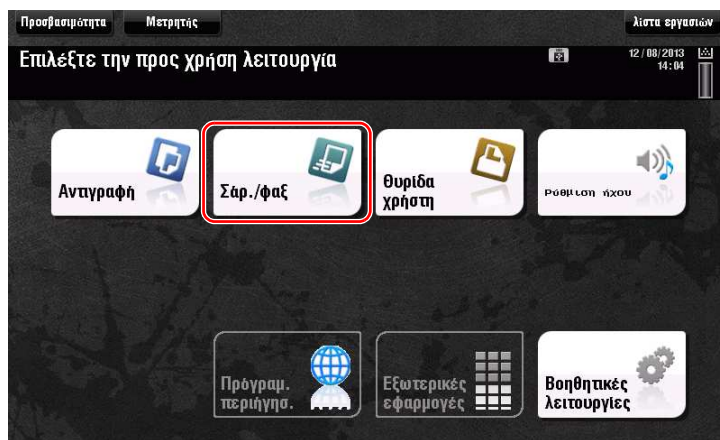 Προσβασιμότητα Μετρητής λίστα εργασιών
Επιλέξτε την προς χρήση λειτουργία
12/08/2013
14:04
Αντιγραφή
Σάρ./φαξ
Θυρίδα
χρήστη
Ρύθμιση ήχου
Πρόγραμ.
περιήγησ.
Εξωτερικές
εφαρμογές
Βοηθητικές
λειτουργίες